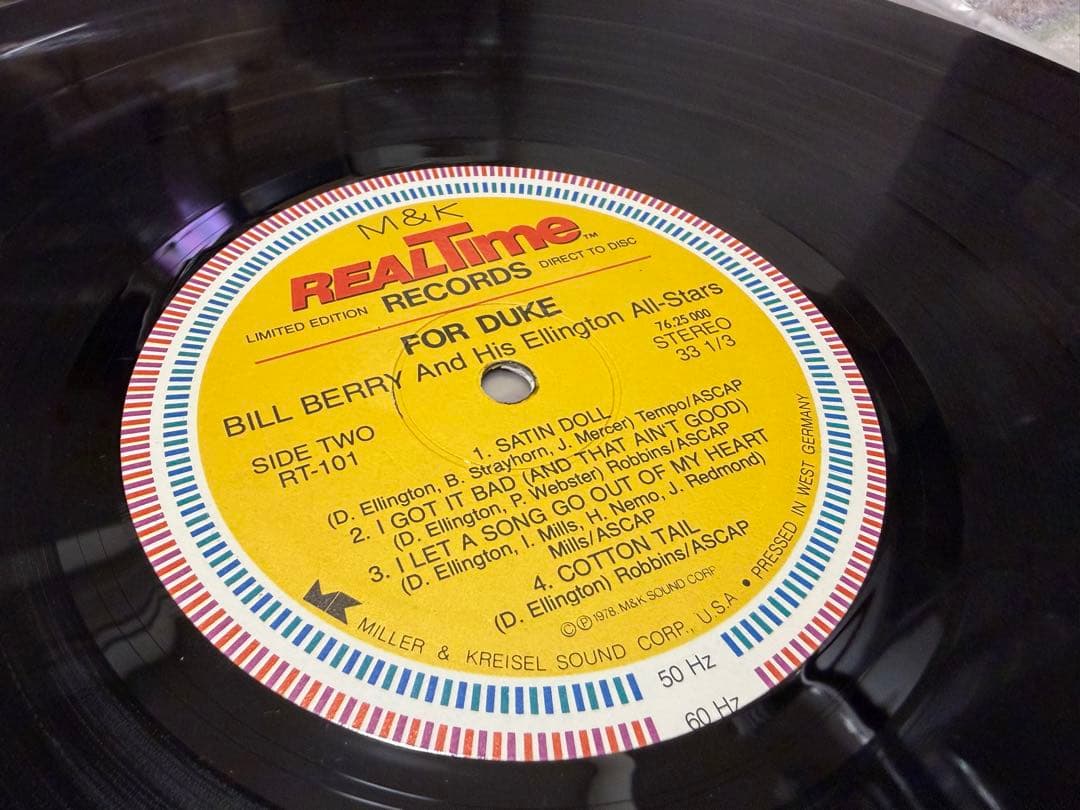 M&K
REALTime™
LIMITED EDITION RECORDS DIRECT TO DISC
FOR DUKE
BILL BERRY And His Ellington All-Stars
76.25 000
STEREO
33 1/3
SIDE TWO
RT-101
1. SATIN DOLL
(D. Ellington, B. Strayhorn, J. Mercer) Tempo/ASCAP
2. I GOT IT BAD (AND THAT AIN'T GOOD)
(D. Ellington, P. Webster) Robbins/ASCAP
3. I LET A SONG GO OUT OF MY HEART
(D. Ellington, I. Mills, H. Nemo, J. Redmond)
Mills/ASCAP
4. COTTON TAIL
(D. Ellington) Robbins/ASCAP
©℗1978. M&K SOUND CORP
MILLER & KREISEL SOUND CORP., U.S.A • PRESSED IN WEST GERMANY
50 Hz
60 Hz